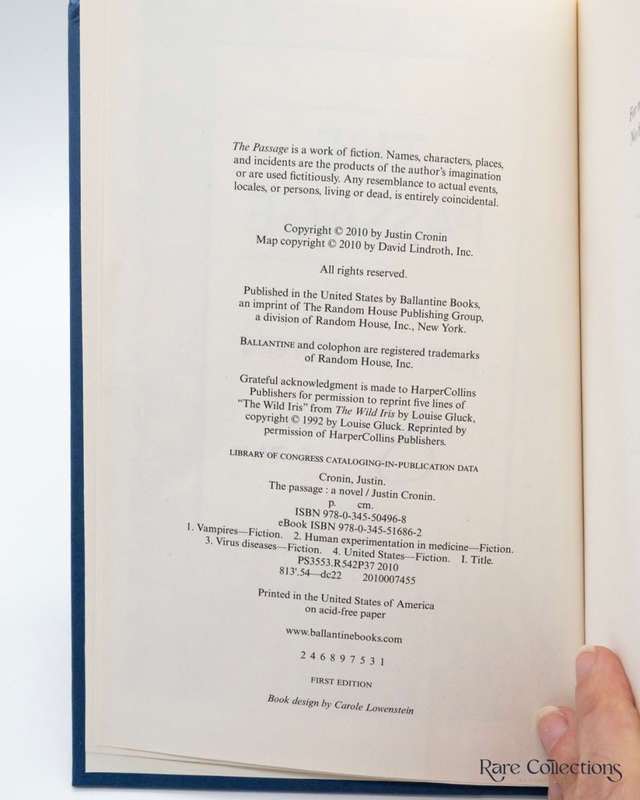 The Passage is a work of fiction. Names, characters, places,
and incidents are the products of the author's imagination
or are used fictitiously. Any resemblance to actual events,
locales, or persons, living or dead, is entirely coincidental.
Copyright © 2010 by Justin Cronin
Map copyright © 2010 by David Lindroth, Inc.
All rights reserved.
Published in the United States by Ballantine Books,
an imprint of The Random House Publishing Group,
a division of Random House, Inc., New York.
BALLANTINE and colophon are registered trademarks
of Random House, Inc.
Grateful acknowledgment is made to HarperCollins
Publishers for permission to reprint five lines of
"The Wild Iris" from The Wild Iris by Louise Gluck,
copyright © 1992 by Louise Gluck. Reprinted by
permission of HarperCollins Publishers.
LIBRARY OF CONGRESS CATALOGING-IN-PUBLICATION DATA
Cronin, Justin.
The passage : a novel / Justin Cronin.
p. cm.
ISBN 978-0-345-50496-8
eBook ISBN 978-0-345-51686-2
1. Vampires—Fiction. 2. Human experimentation in medicine—Fiction.
3. Virus diseases—Fiction. 4. United States—Fiction. I. Title.
PS3553.R542P37 2010
813'.54—dc22 2010007455
Printed in the United States of America
on acid-free paper
www.ballantinebooks.com
2 4 6 8 9 7 5 3 1
FIRST EDITION
Book design by Carole Lowenstein
Rare Collections